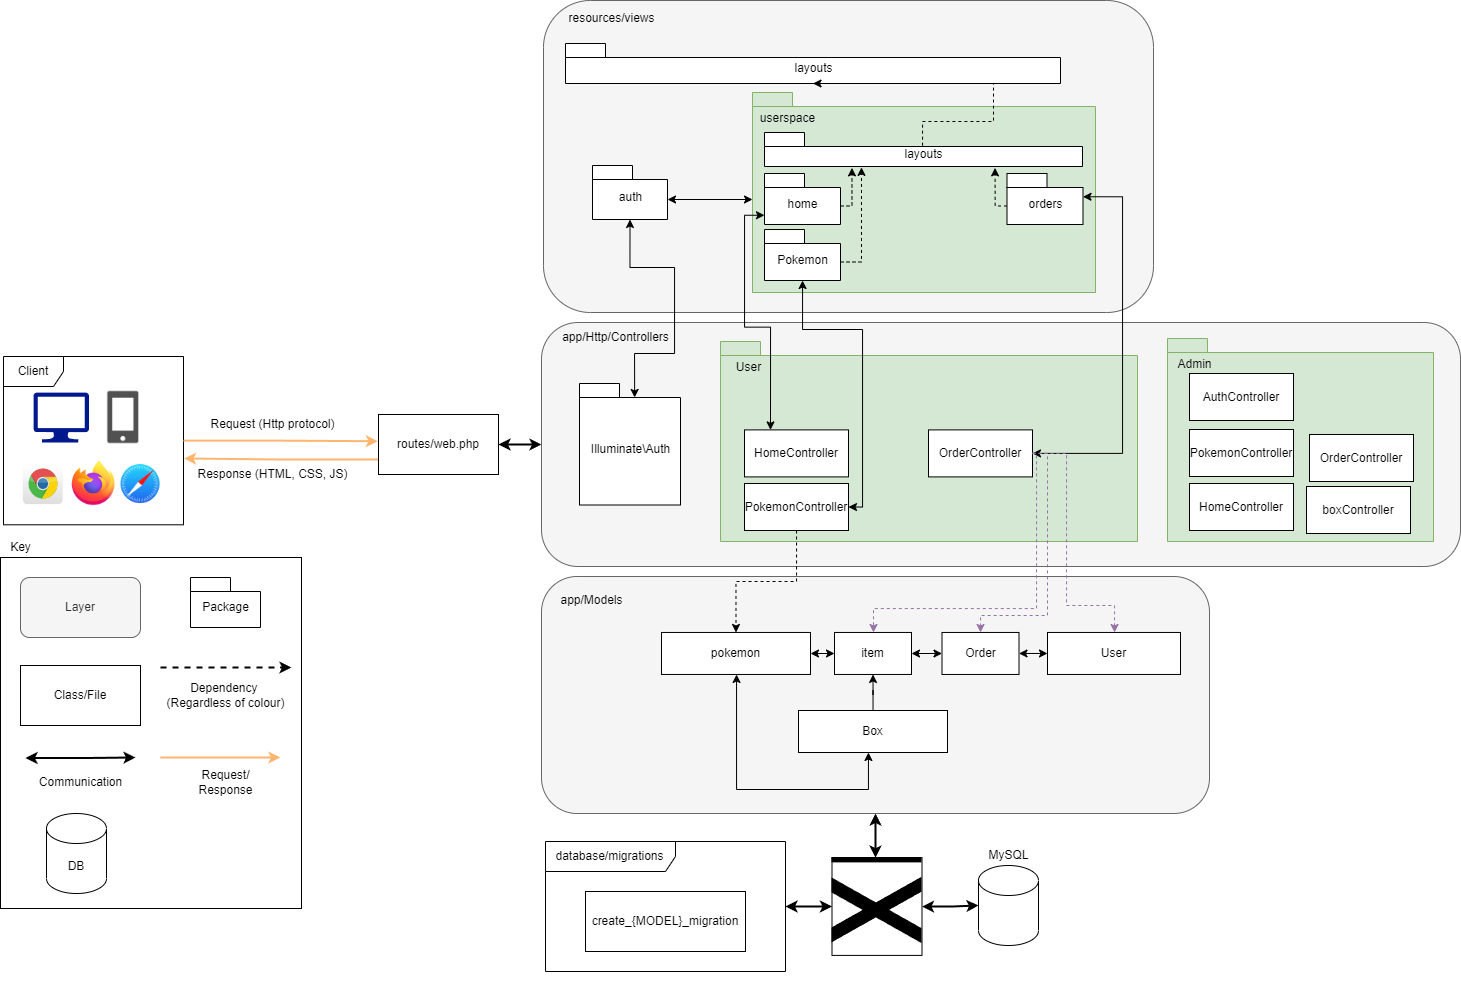 resources/views
layouts
userspace
layouts
auth
home
orders
Pokemon
app/Http/Controllers
Client
User
Admin
AuthController
Request (Http protocol)
routes/web.php
Illuminate\Auth
HomeController
OrderController
PokemonController
OrderController
Response (HTML, CSS, JS)
PokemonController
HomeController
boxController
Key
Layer
Package
app/Models
Class/File
Dependency
(Regardless of colour)
pokemon
item
Order
User
Box
Communication
Request/
Response
DB
database/migrations
create_{MODEL}_migration
MySQL